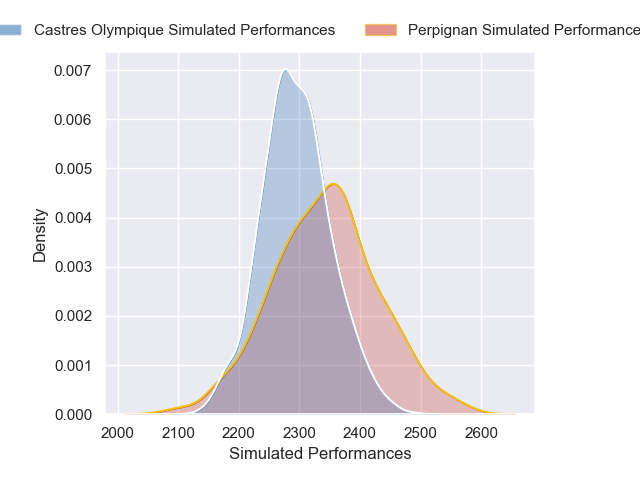 Castres Olympique Simulated Performances
Perpignan Simulated Performance
0.007
0.006
0.005
0.004
0.003
0.002
0.001
0.000
Density
2000 2100 2200 2300 2400 2500 2600
Simulated Performances